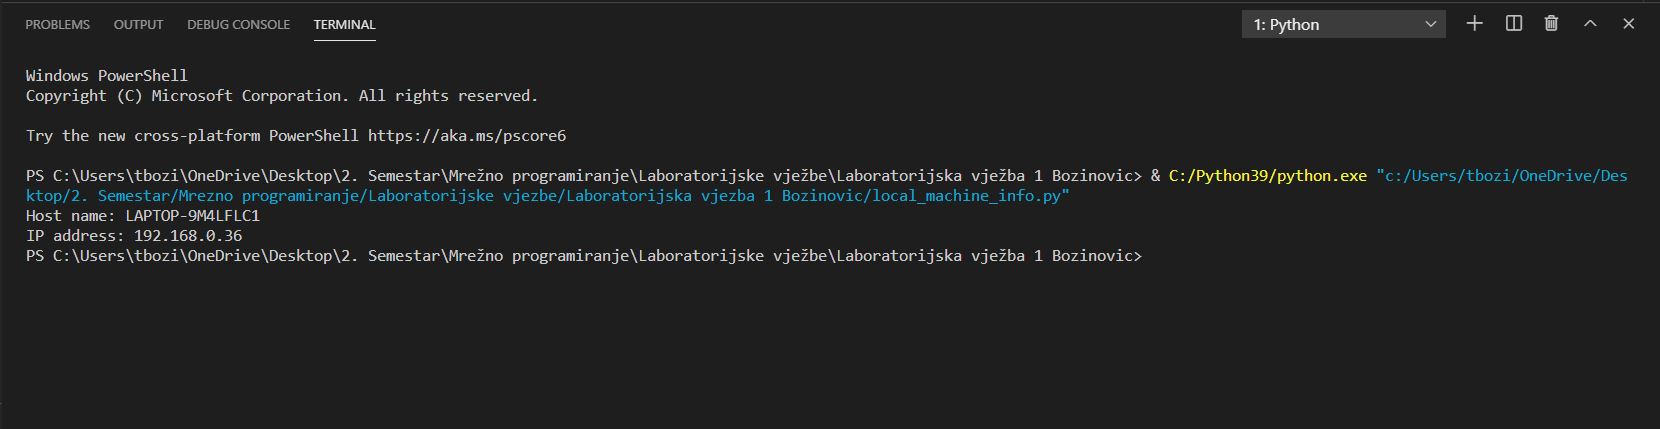 PROBLEMS OUTPUT DEBUG CONSOLE TERMINAL 1: Python
Windows PowerShell
Copyright (C) Microsoft Corporation. All rights reserved.
Try the new cross-platform PowerShell https://aka.ms/pscore6
PS C:\Users\tbozi\OneDrive\Desktop\2. Semestar\Mrežno programiranje\Laboratorijske vježbe\Laboratorijska vježba 1 Bozinovic> & C:/Python39/python.exe "c:/Users/tbozi/OneDrive/Des
ktop/2. Semestar/Mrezno programiranje/Laboratorijske vjezbe/Laboratorijska vjezba 1 Bozinovic/local_machine_info.py"
Host name: LAPTOP-9M4LFLC1
IP address: 192.168.0.36
PS C:\Users\tbozi\OneDrive\Desktop\2. Semestar\Mrežno programiranje\Laboratorijske vježbe\Laboratorijska vježba 1 Bozinovic>